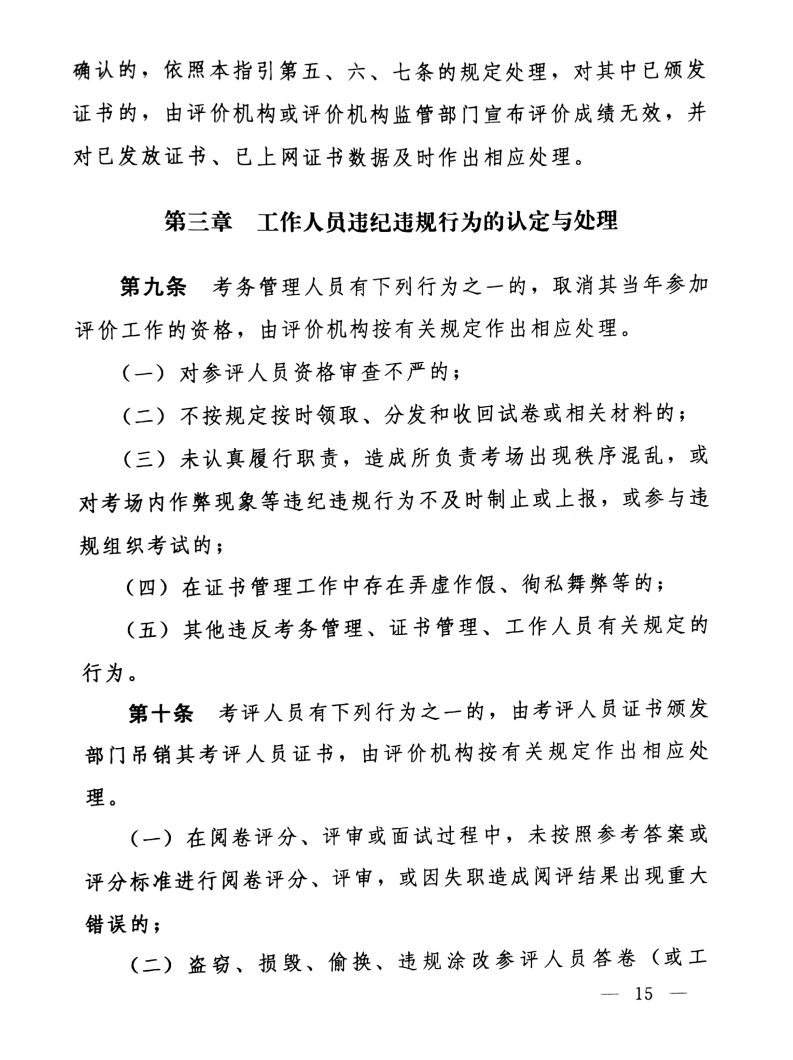 确认的，依照本指引第五、六、七条的规定处理，对其中已颁发
证书的，由评价机构或评价机构监管部门宣布评价成绩无效，并
对已发放证书、已上网证书数据及时作出相应处理。
第三章　工作人员违纪违规行为的认定与处理
第九条　考务管理人员有下列行为之一的，取消其当年参加
评价工作的资格，由评价机构按有关规定作出相应处理。
（一）对参评人员资格审查不严的；
（二）不按规定按时领取、分发和收回试卷或相关材料的；
（三）未认真履行职责，造成所负责考场出现秩序混乱，或
对考场内作弊现象等违纪违规行为不及时制止或上报，或参与违
规组织考试的；
（四）在证书管理工作中存在弄虚作假、徇私舞弊等的；
（五）其他违反考务管理、证书管理、工作人员有关规定的
行为。
第十条　考评人员有下列行为之一的，由考评人员证书颁发
部门吊销其考评人员证书，由评价机构按有关规定作出相应处
理。
（一）在阅卷评分、评审或面试过程中，未按照参考答案或
评分标准进行阅卷评分、评审，或因失职造成阅评结果出现重大
错误的；
（二）盗窃、损毁、偷换、违规涂改参评人员答卷（或工
— 15 —